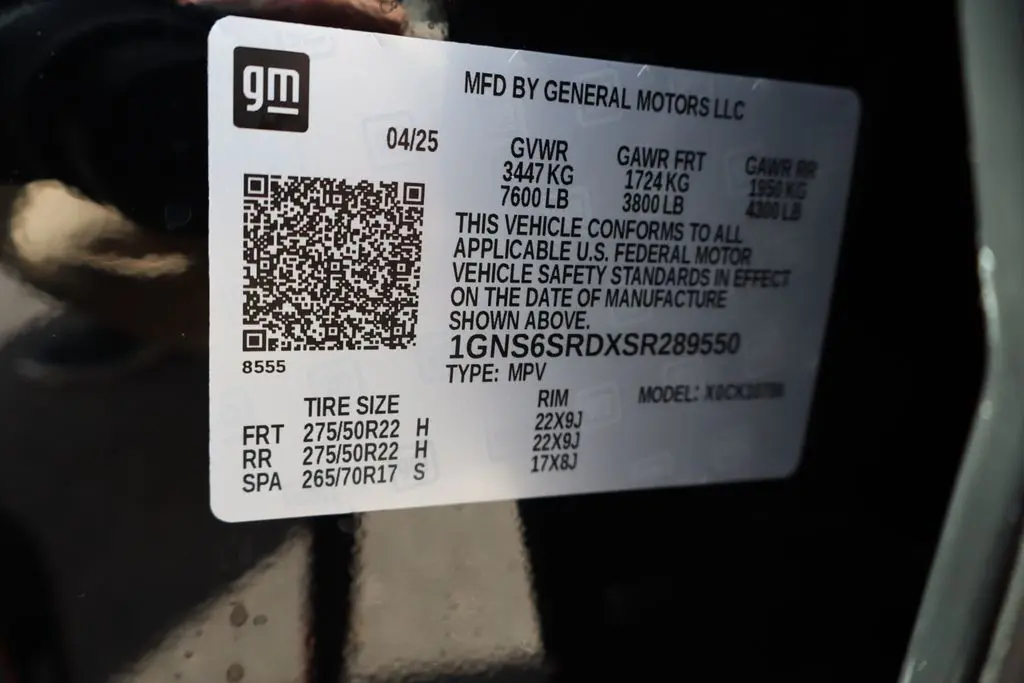 gm
MFD BY GENERAL MOTORS LLC
04/25
GVWR GAWR FRT GAWR RR
3447 KG 1724 KG 1950 KG
7600 LB 3800 LB 4300 LB
THIS VEHICLE CONFORMS TO ALL
APPLICABLE U.S. FEDERAL MOTOR
VEHICLE SAFETY STANDARDS IN EFFECT
ON THE DATE OF MANUFACTURE
SHOWN ABOVE.
1GNS6SRDXSR289550
8555
TYPE: MPV
MODEL:
TIRE SIZE RIM
FRT 275/50R22 H 22X9J
RR 275/50R22 H 22X9J
SPA 265/70R17 S 17X8J